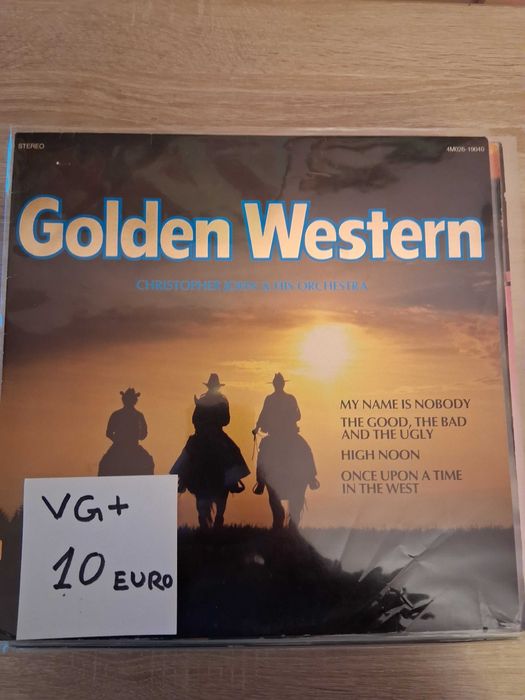 STEREO
4M026-19040
Golden Western
CHRISTOPHER JOHN & HIS ORCHESTRA
MY NAME IS NOBODY
THE GOOD, THE BAD
AND THE UGLY
HIGH NOON
ONCE UPON A TIME
IN THE WEST
VG+
10 EURO